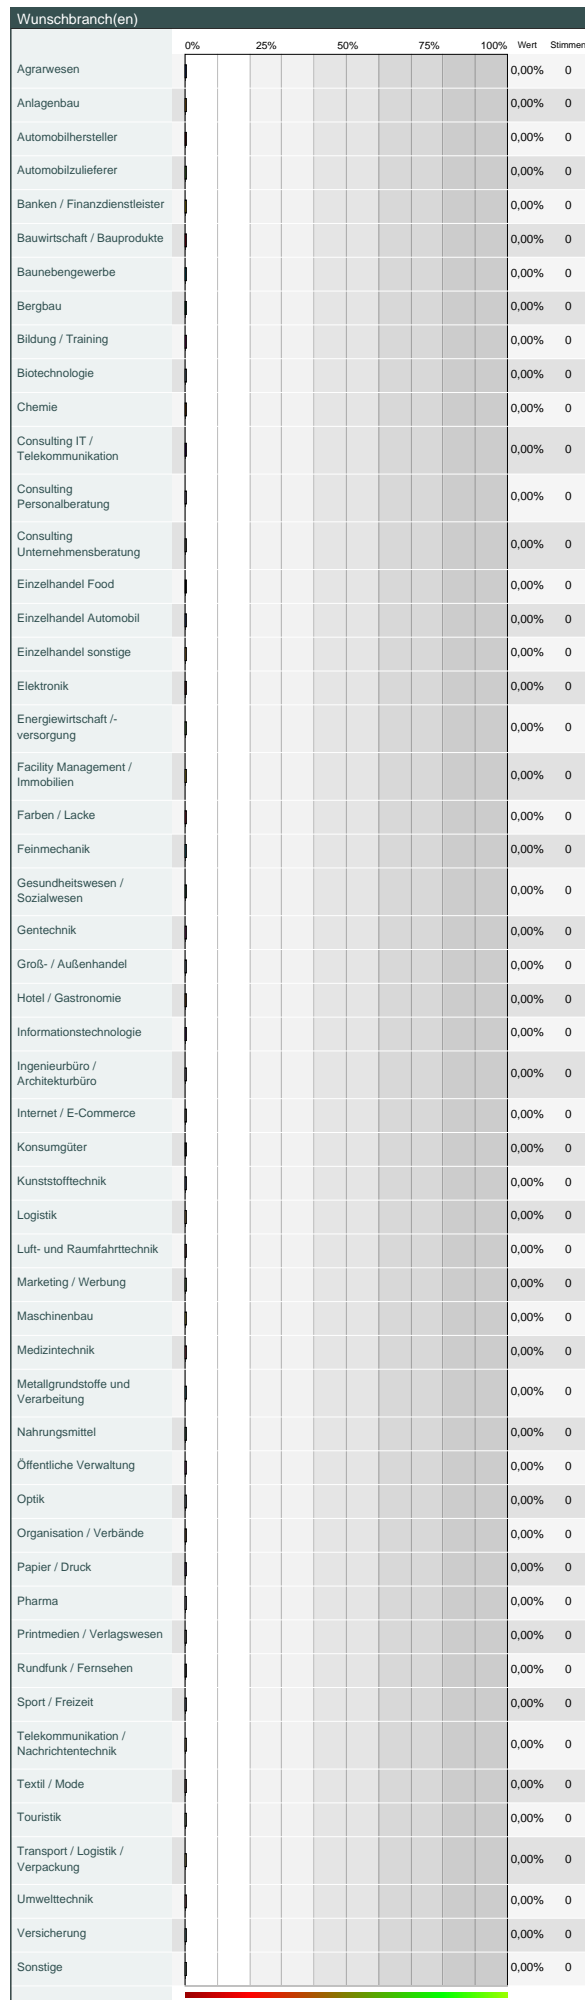 Wunschbranch(en)
0% 25% 50% 75% 100% Wert Stimmen
Agrarwesen 0,00% 0
Anlagenbau 0,00% 0
Automobilhersteller 0,00% 0
Automobilzulieferer 0,00% 0
Banken / Finanzdienstleister 0,00% 0
Bauwirtschaft / Bauprodukte 0,00% 0
Baunebengewerbe 0,00% 0
Bergbau 0,00% 0
Bildung / Training 0,00% 0
Biotechnologie 0,00% 0
Chemie 0,00% 0
Consulting IT /
Telekommunikation 0,00% 0
Consulting
Personalberatung 0,00% 0
Consulting
Unternehmensberatung 0,00% 0
Einzelhandel Food 0,00% 0
Einzelhandel Automobil 0,00% 0
Einzelhandel sonstige 0,00% 0
Elektronik 0,00% 0
Energiewirtschaft /-
versorgung 0,00% 0
Facility Management /
Immobilien 0,00% 0
Farben / Lacke 0,00% 0
Feinmechanik 0,00% 0
Gesundheitswesen /
Sozialwesen 0,00% 0
Gentechnik 0,00% 0
Groß- / Außenhandel 0,00% 0
Hotel / Gastronomie 0,00% 0
Informationstechnologie 0,00% 0
Ingenieurbüro /
Architekturbüro 0,00% 0
Internet / E-Commerce 0,00% 0
Konsumgüter 0,00% 0
Kunststofftechnik 0,00% 0
Logistik 0,00% 0
Luft- und Raumfahrttechnik 0,00% 0
Marketing / Werbung 0,00% 0
Maschinenbau 0,00% 0
Medizintechnik 0,00% 0
Metallgrundstoffe und
Verarbeitung 0,00% 0
Nahrungsmittel 0,00% 0
Öffentliche Verwaltung 0,00% 0
Optik 0,00% 0
Organisation / Verbände 0,00% 0
Papier / Druck 0,00% 0
Pharma 0,00% 0
Printmedien / Verlagswesen 0,00% 0
Rundfunk / Fernsehen 0,00% 0
Sport / Freizeit 0,00% 0
Telekommunikation /
Nachrichtentechnik 0,00% 0
Textil / Mode 0,00% 0
Touristik 0,00% 0
Transport / Logistik /
Verpackung 0,00% 0
Umwelttechnik 0,00% 0
Versicherung 0,00% 0
Sonstige 0,00% 0